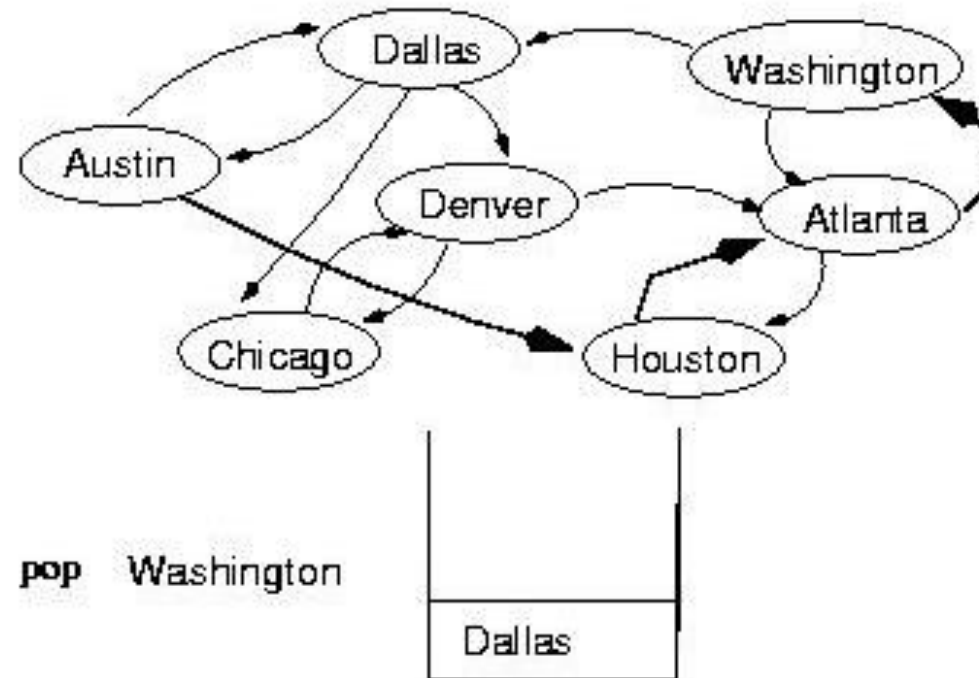 Dallas
Washington
Austin
Denver
Atlanta
Chicago
Houston
pop Washington
Dallas